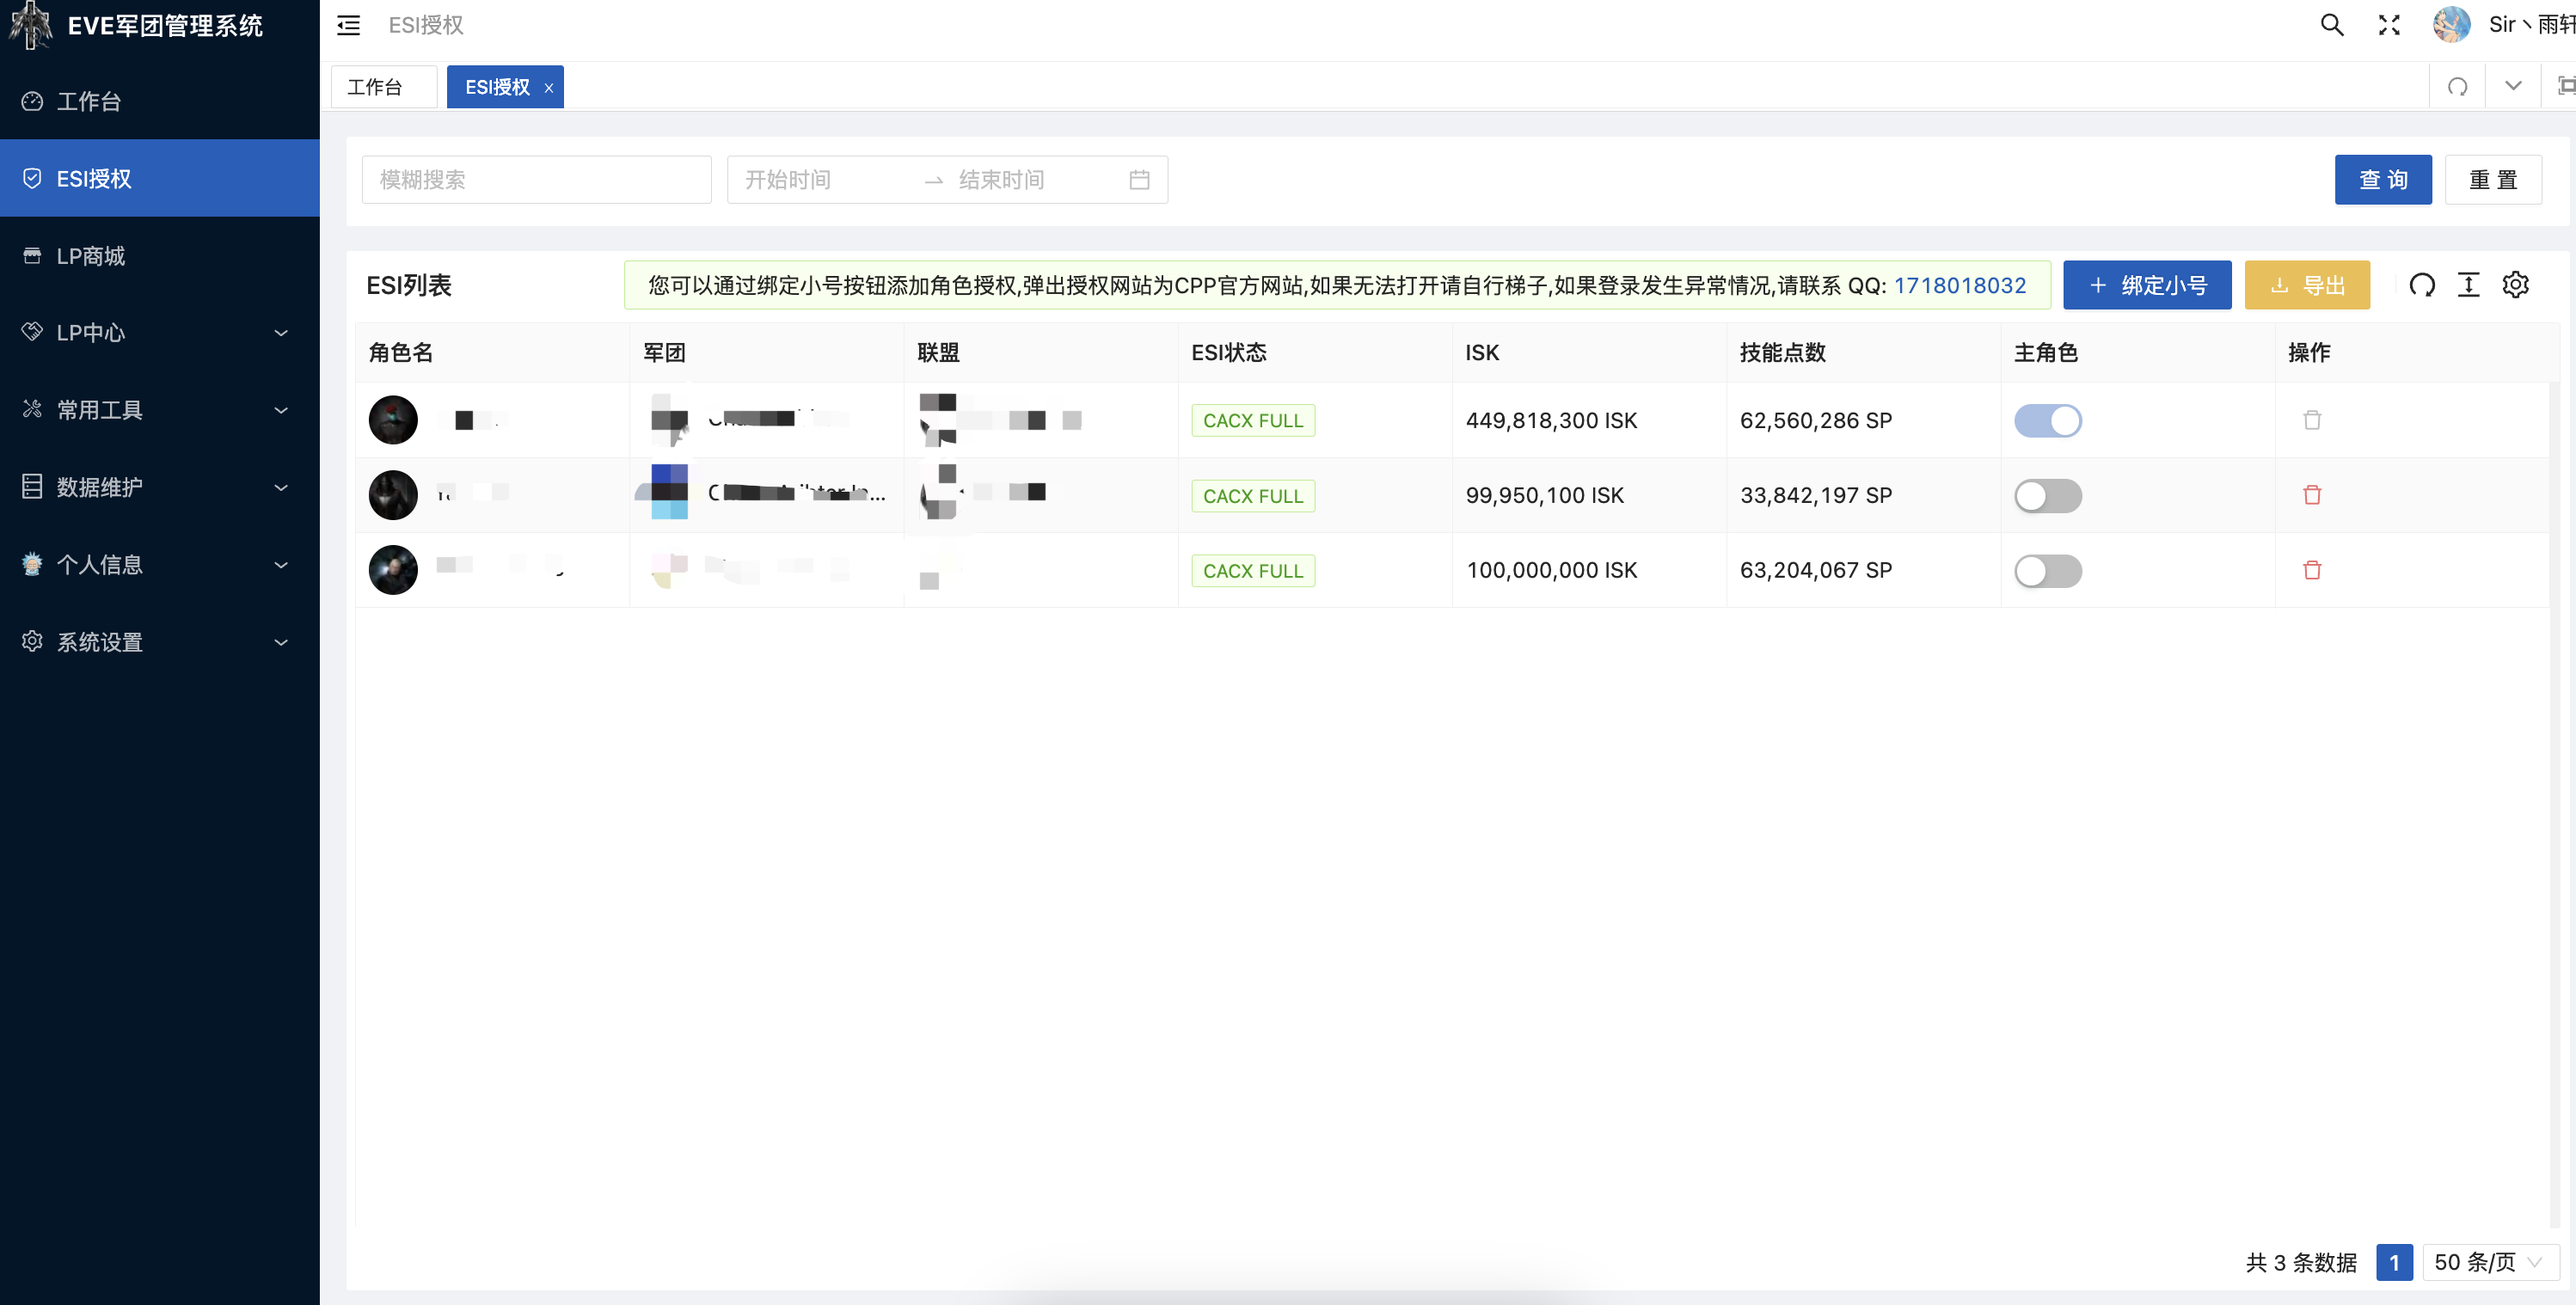 EVE军团管理系统
ESI授权
Sir丶雨轩
工作台
ESI授权
工作台
ESI授权
LP商城
LP中心
常用工具
数据维护
个人信息
系统设置
模糊搜索
开始时间
结束时间
查 询
重 置
ESI列表
您可以通过绑定小号按钮添加角色授权,弹出授权网站为CPP官方网站,如果无法打开请自行梯子,如果登录发生异常情况,请联系 QQ: 1718018032
绑定小号
导出
角色名 军团 联盟 ESI状态 ISK 技能点数 主角色 操作
CACX FULL 449,818,300 ISK 62,560,286 SP
CACX FULL 99,950,100 ISK 33,842,197 SP
CACX FULL 100,000,000 ISK 63,204,067 SP
共 3 条数据 1 50 条/页